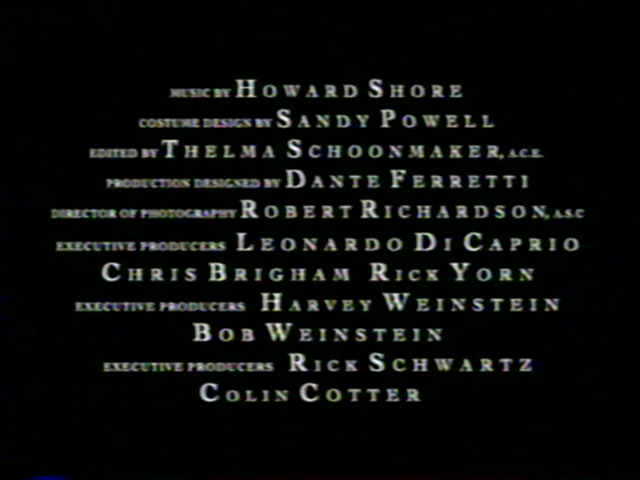 MUSIC BY HOWARD SHORE
COSTUME DESIGN BY SANDY POWELL
EDITED BY THELMA SCHOONMAKER, A.C.E.
PRODUCTION DESIGNED BY DANTE FERRETTI
DIRECTOR OF PHOTOGRAPHY ROBERT RICHARDSON, A.S.C
EXECUTIVE PRODUCERS LEONARDO DI CAPRIO
CHRIS BRIGHAM RICK YORN
EXECUTIVE PRODUCERS HARVEY WEINSTEIN
BOB WEINSTEIN
EXECUTIVE PRODUCERS RICK SCHWARTZ
COLIN COTTER